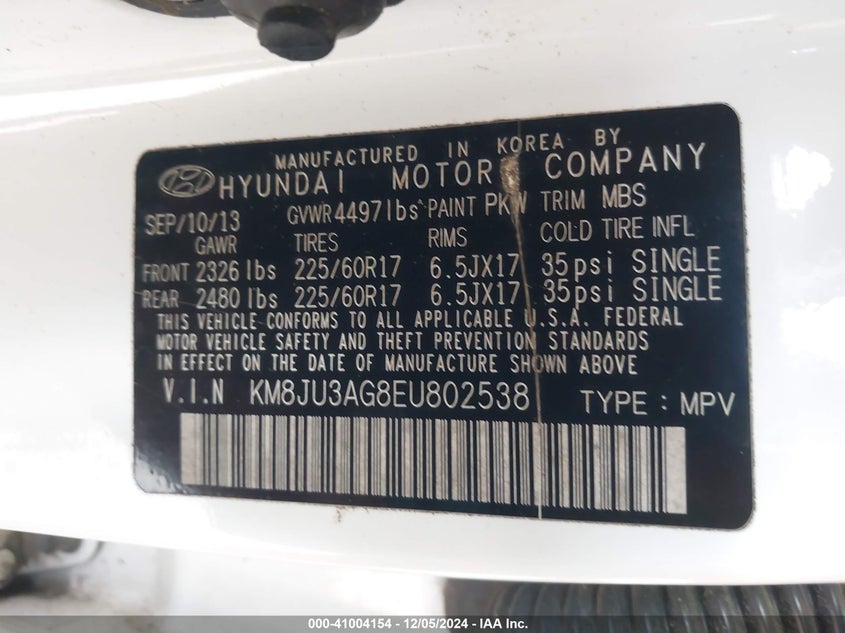 MANUFACTURED IN KOREA BY
HYUNDAI MOTOR COMPANY
SEP/10/13 GVWR 4497lbs PAINT PKW TRIM MBS
GAWR TIRES RIMS COLD TIRE INFL
FRONT 2326 lbs 225/60R17 6.5JX17 35psi SINGLE
REAR 2480 lbs 225/60R17 6.5JX17 35psi SINGLE
THIS VEHICLE CONFORMS TO ALL APPLICABLE U.S.A. FEDERAL
MOTOR VEHICLE SAFETY AND THEFT PREVENTION STANDARDS
IN EFFECT ON THE DATE OF MANUFACTURE SHOWN ABOVE
V.I.N KM8JU3AG8EU802538 TYPE : MPV
000-41004154 - 12/05/2024 - IAA Inc.